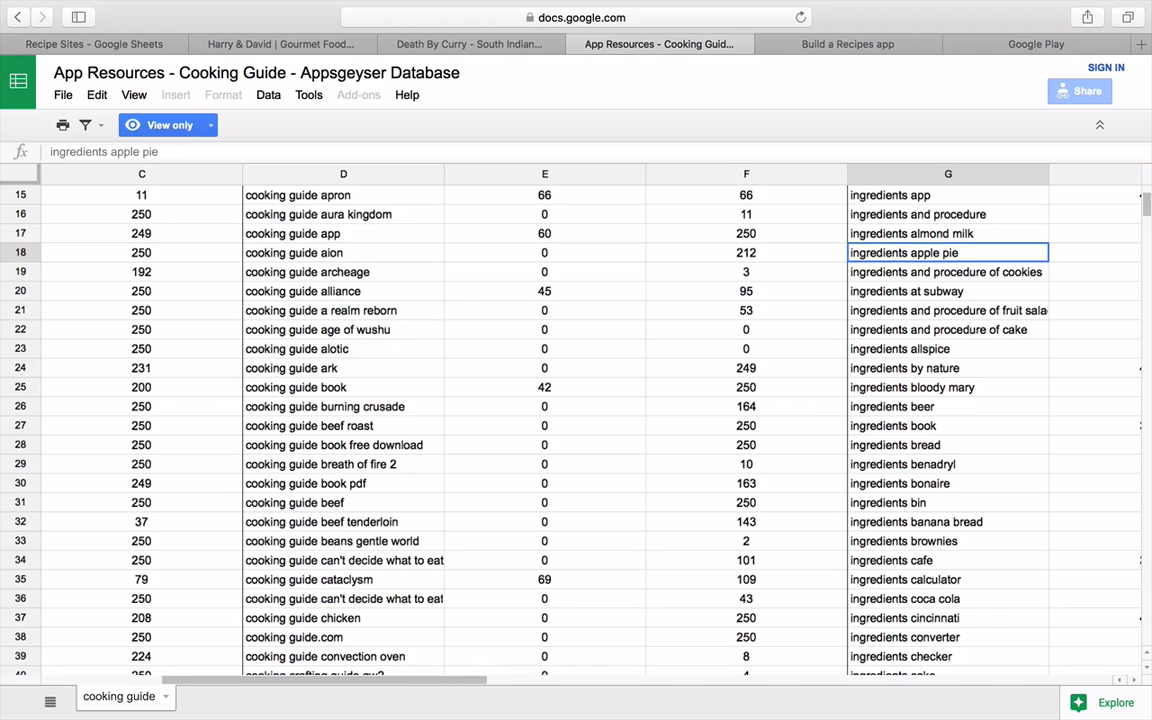 docs.google.com
Recipe Sites - Google Sheets
Harry & David | Gourmet Food...
Death By Curry - South Indian...
App Resources - Cooking Guid...
Build a Recipes app
Google Play
App Resources - Cooking Guide - Appsgeyser Database
SIGN IN
File Edit View Insert Format Data Tools Add-ons Help
Share
View only
fx ingredients apple pie
C D E F G
15 11 cooking guide apron 66 66 ingredients app
16 250 cooking guide aura kingdom 0 11 ingredients and procedure
17 249 cooking guide app 60 250 ingredients almond milk
18 250 cooking guide aion 0 212 ingredients apple pie
19 192 cooking guide archeage 0 3 ingredients and procedure of cookies
20 250 cooking guide alliance 45 95 ingredients at subway
21 250 cooking guide a realm reborn 0 53 ingredients and procedure of fruit sala
22 250 cooking guide age of wushu 0 0 ingredients and procedure of cake
23 250 cooking guide alotic 0 0 ingredients allspice
24 231 cooking guide ark 0 249 ingredients by nature
25 200 cooking guide book 42 250 ingredients bloody mary
26 250 cooking guide burning crusade 0 164 ingredients beer
27 250 cooking guide beef roast 0 250 ingredients book
28 250 cooking guide book free download 0 250 ingredients bread
29 250 cooking guide breath of fire 2 0 10 ingredients benadryl
30 249 cooking guide book pdf 0 163 ingredients bonaire
31 250 cooking guide beef 0 250 ingredients bin
32 37 cooking guide beef tenderloin 0 143 ingredients banana bread
33 250 cooking guide beans gentle world 0 2 ingredients brownies
34 250 cooking guide can't decide what to eat 0 101 ingredients cafe
35 79 cooking guide cataclysm 69 109 ingredients calculator
36 250 cooking guide can't decide what to eat 0 43 ingredients coca cola
37 208 cooking guide chicken 0 250 ingredients cincinnati
38 250 cooking guide.com 0 250 ingredients converter
39 224 cooking guide convection oven 0 8 ingredients checker
cooking guide
Explore